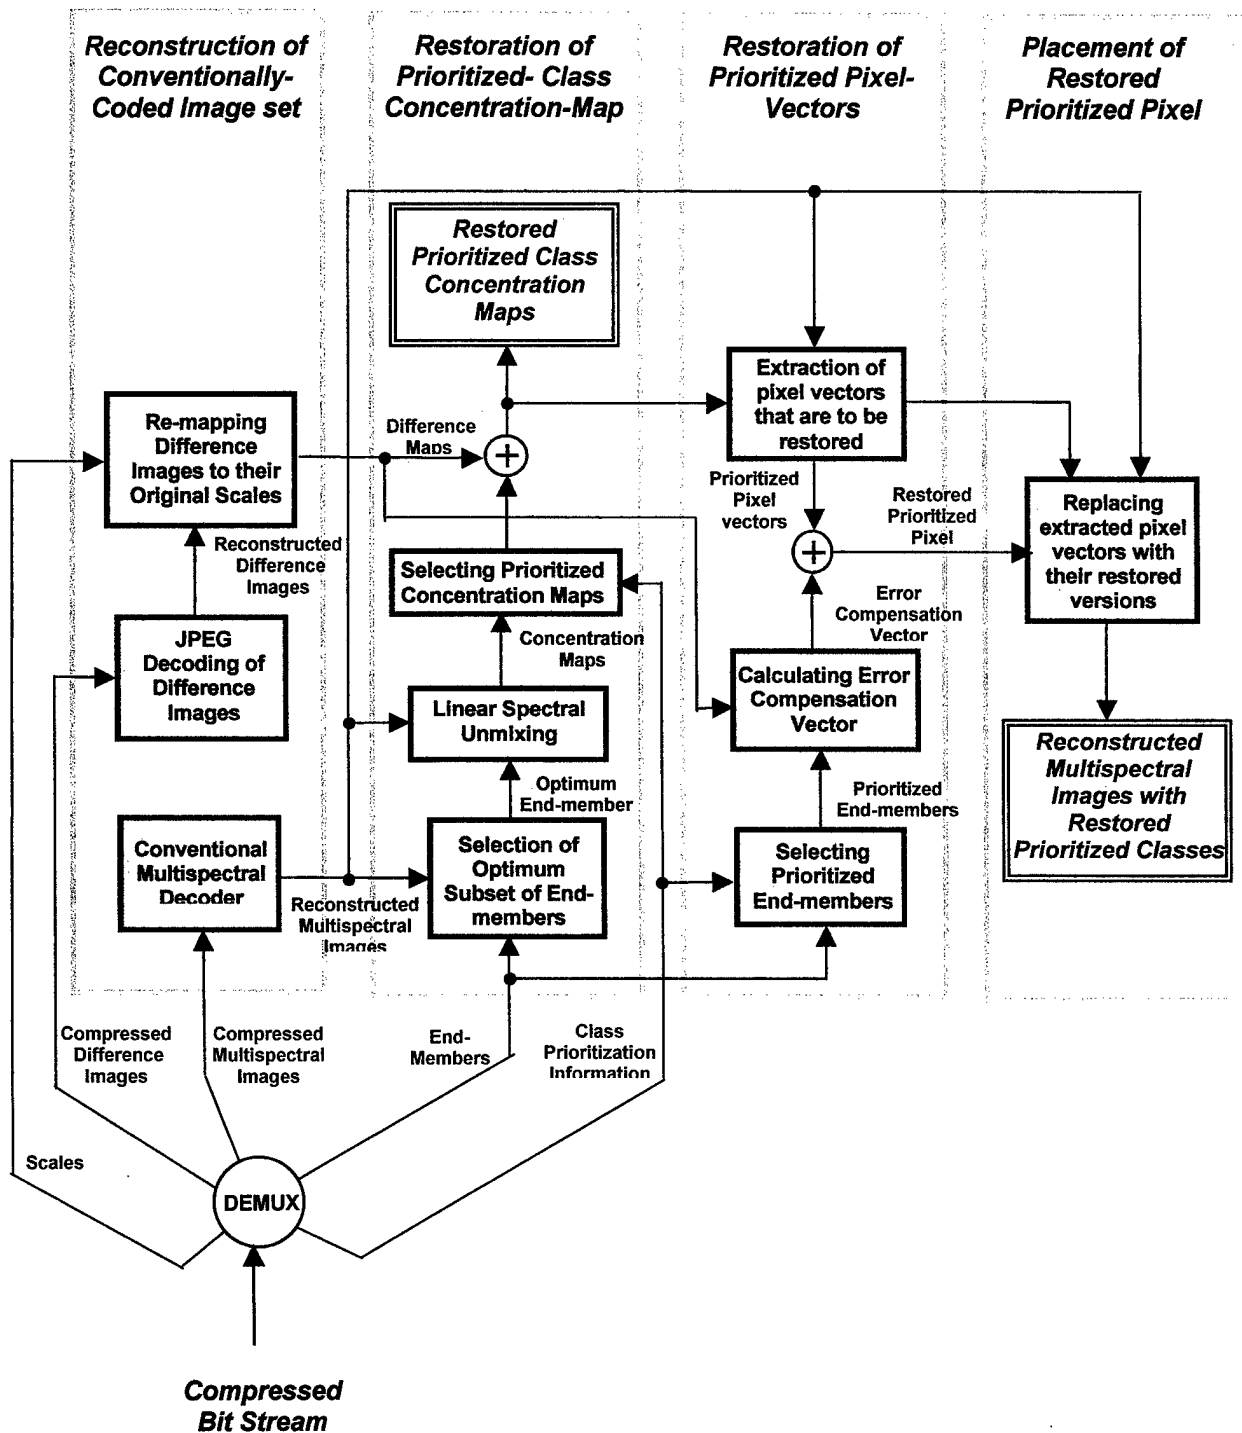 Reconstruction of
Conventionally-
Coded Image set
Restoration of
Prioritized- Class
Concentration-Map
Restoration of
Prioritized Pixel-
Vectors
Placement of
Restored
Prioritized Pixel
Restored
Prioritized Class
Concentration
Maps
Extraction of
pixel vectors
that are to be
restored
Re-mapping
Difference
Images to their
Original Scales
Difference
Maps
Prioritized
Pixel
vectors
Restored
Prioritized
Pixel
Replacing
extracted pixel
vectors with
their restored
versions
Reconstructed
Difference
Images
Selecting Prioritized
Concentration Maps
Error
Compensation
Vector
JPEG
Decoding of
Difference
Images
Concentration
Maps
Calculating Error
Compensation
Vector
Linear Spectral
Unmixing
Reconstructed
Multispectral
Images with
Restored
Prioritized Classes
Optimum
End-member
Prioritized
End-members
Conventional
Multispectral
Decoder
Selection of
Optimum
Subset of End-
members
Selecting
Prioritized
End-members
Reconstructed
Multispectral
Images
Compressed
Difference
Images
Compressed
Multispectral
Images
End-
Members
Class
Prioritization
Information
Scales
DEMUX
Compressed
Bit Stream